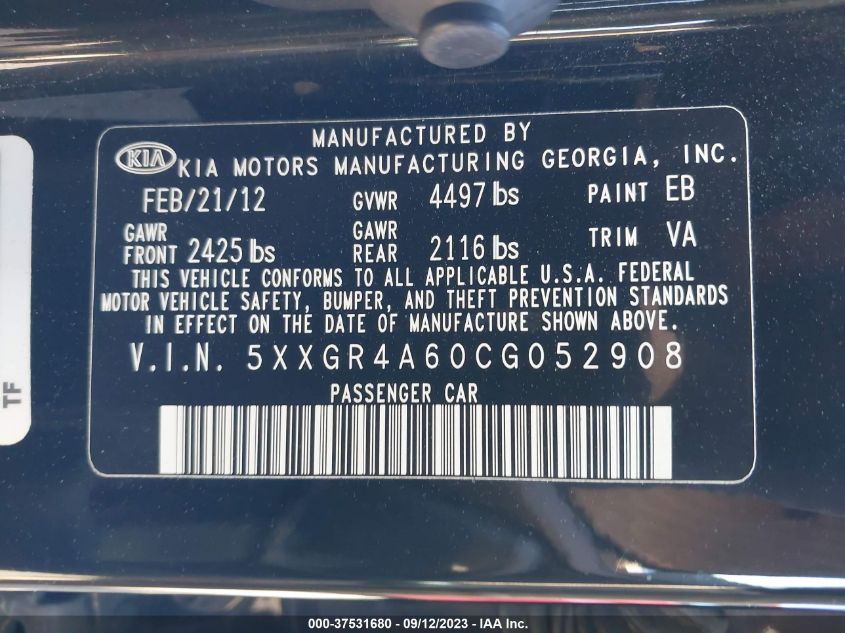 MANUFACTURED BY
KIA KIA MOTORS MANUFACTURING GEORGIA, INC.
FEB/21/12 GVWR 4497 lbs PAINT EB
GAWR FRONT 2425 lbs GAWR REAR 2116 lbs TRIM VA
THIS VEHICLE CONFORMS TO ALL APPLICABLE U.S.A. FEDERAL
MOTOR VEHICLE SAFETY, BUMPER, AND THEFT PREVENTION STANDARDS
IN EFFECT ON THE DATE OF MANUFACTURE SHOWN ABOVE.
V.I.N. 5XXGR4A60CG052908
PASSENGER CAR
TF
000-37531680 - 09/12/2023 - IAA Inc.